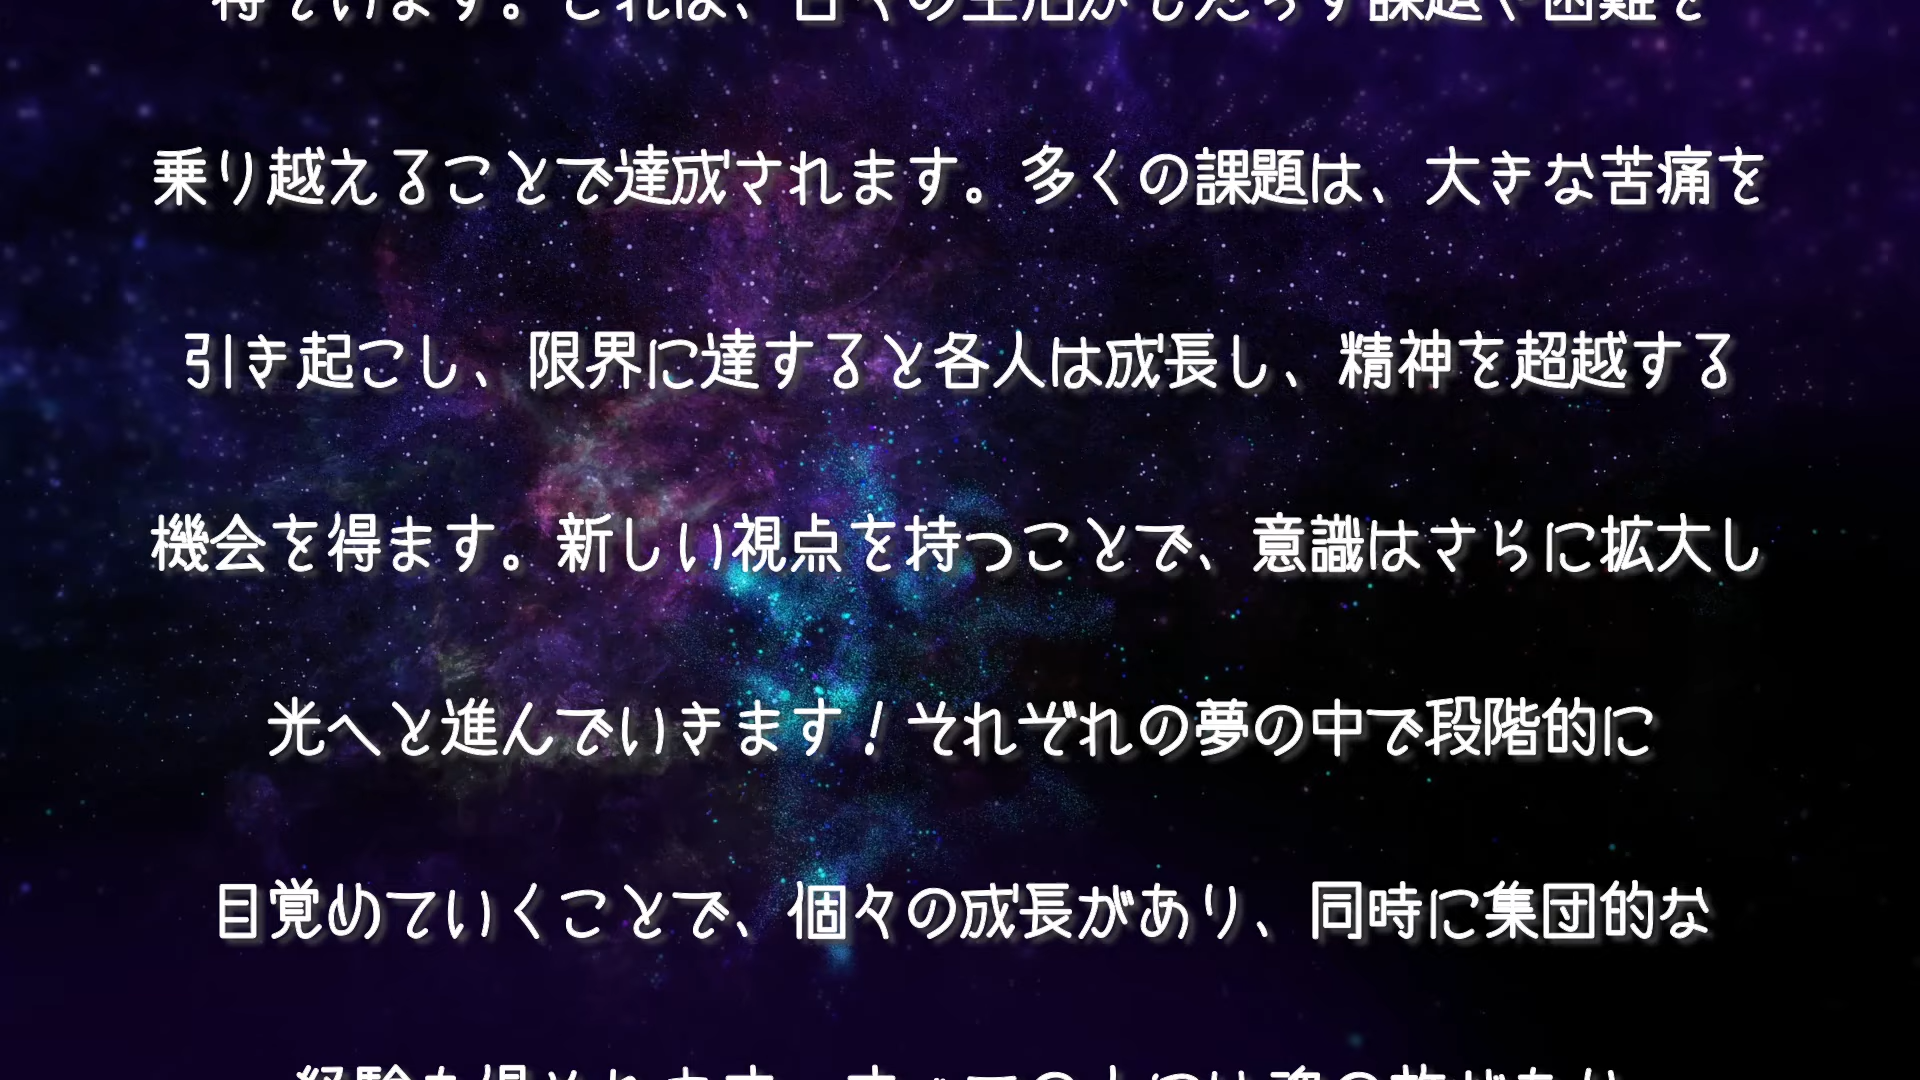 得ています。これは、日々の生活がもたらす課題や困難を
乗り越えることで達成されます。多くの課題は、大きな苦痛を
引き起こし、限界に達すると各人は成長し、精神を超越する
機会を得ます。新しい視点を持つことで、意識はさらに拡大し
光へと進んでいきます！それぞれの夢の中で段階的に
目覚めていくことで、個々の成長があり、同時に集団的な